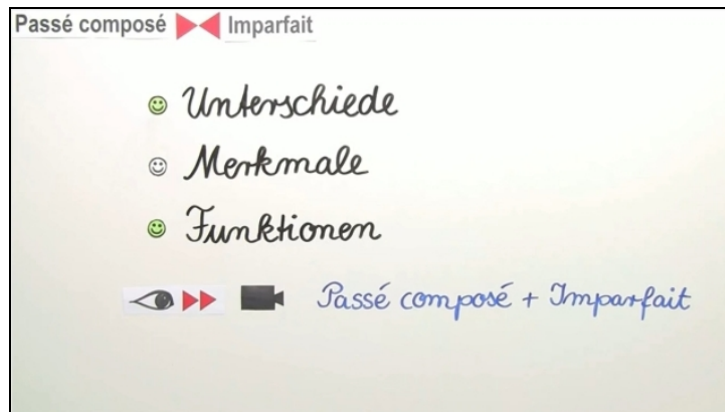 Passé composé Imparfait
Unterschiede
Merkmale
Funktionen
Passé composé + Imparfait